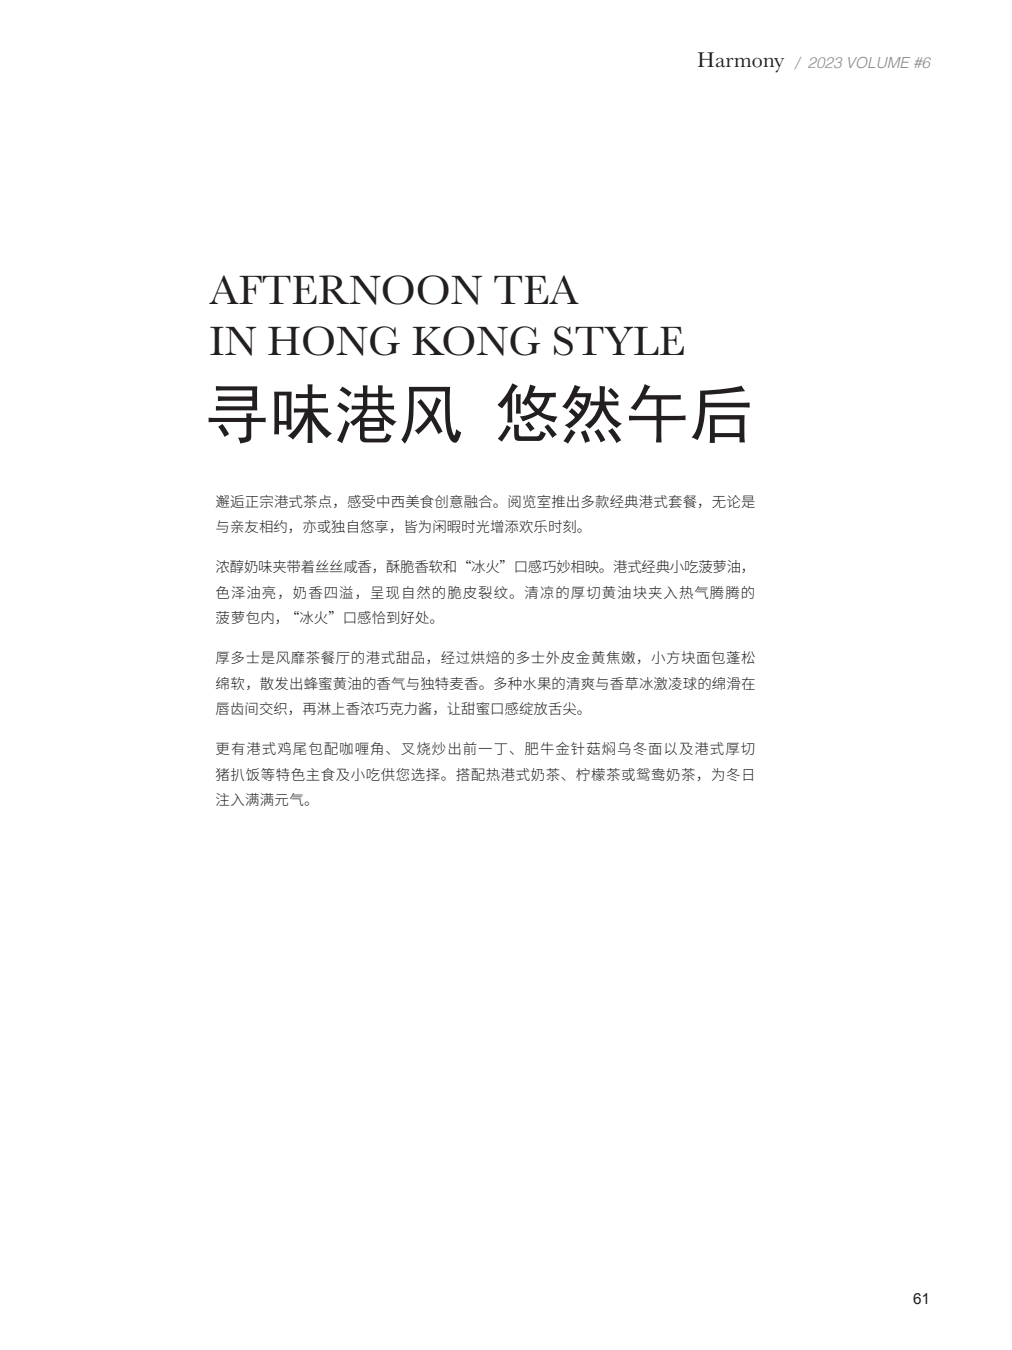 Harmony / 2023 VOLUME #6
AFTERNOON TEA
IN HONG KONG STYLE
寻味港风 悠然午后
邂逅正宗港式茶点，感受中西美食创意融合。阅览室推出多款经典港式套餐，无论是
与亲友相约，亦或独自悠享，皆为闲暇时光增添欢乐时刻。
浓醇奶味夹带着丝丝咸香，酥脆香软和“冰火”口感巧妙相映。港式经典小吃菠萝油，
色泽油亮，奶香四溢，呈现自然的脆皮裂纹。清凉的厚切黄油块夹入热气腾腾的
菠萝包内，“冰火”口感恰到好处。
厚多士是风靡茶餐厅的港式甜品，经过烘焙的多士外皮金黄焦嫩，小方块面包蓬松
绵软，散发出蜂蜜黄油的香气与独特麦香。多种水果的清爽与香草冰激凌球的绵滑在
唇齿间交织，再淋上香浓巧克力酱，让甜蜜口感绽放舌尖。
更有港式鸡尾包配咖喱角、叉烧炒出前一丁、肥牛金针菇焖乌冬面以及港式厚切
猪扒饭等特色主食及小吃供您选择。搭配热港式奶茶、柠檬茶或鸳鸯奶茶，为冬日
注入满满元气。
61